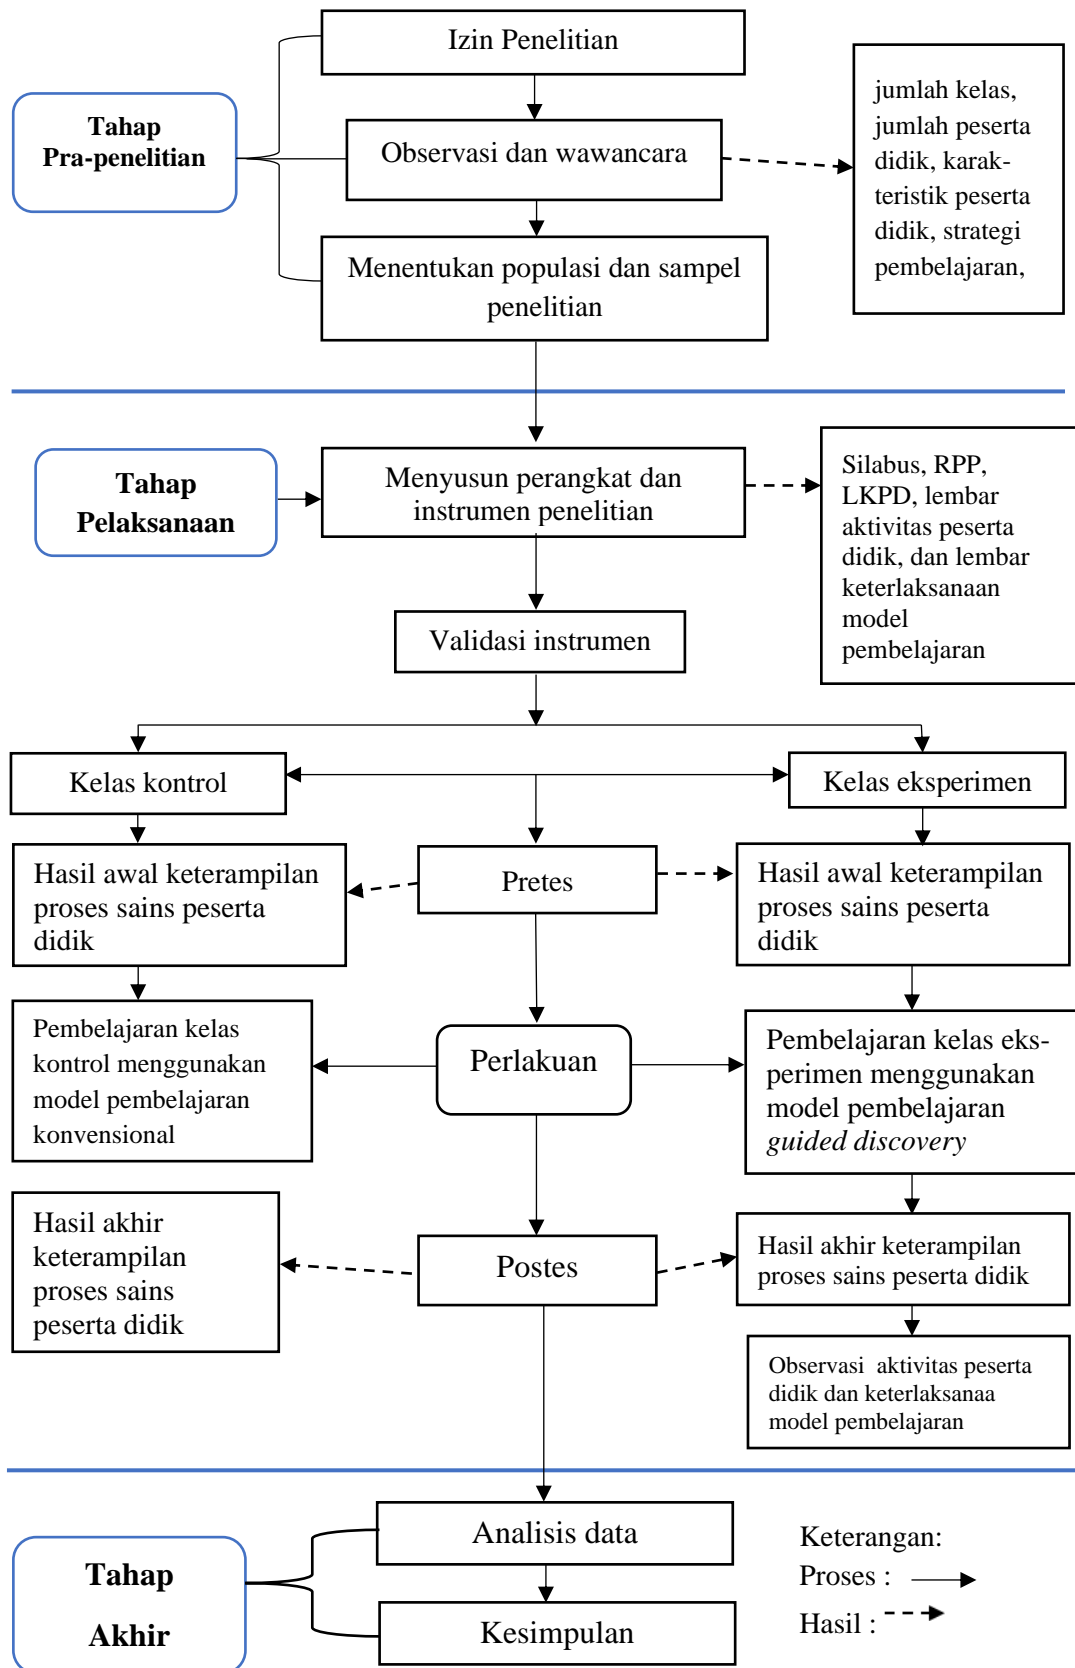 Izin Penelitian
Tahap
Pra-penelitian
Observasi dan wawancara
jumlah kelas,
jumlah peserta
didik, karak-
teristik peserta
didik, strategi
pembelajaran,
Menentukan populasi dan sampel
penelitian
Tahap
Pelaksanaan
Menyusun perangkat dan
instrumen penelitian
Silabus, RPP,
LKPD, lembar
aktivitas peserta
didik, dan lembar
keterlaksanaan
model
pembelajaran
Validasi instrumen
Kelas kontrol
Kelas eksperimen
Hasil awal keterampilan
proses sains peserta
didik
Pretes
Hasil awal keterampilan
proses sains peserta
didik
Pembelajaran kelas
kontrol menggunakan
model pembelajaran
konvensional
Perlakuan
Pembelajaran kelas eks-
perimen menggunakan
model pembelajaran
guided discovery
Hasil akhir
keterampilan
proses sains
peserta didik
Postes
Hasil akhir keterampilan
proses sains peserta didik
Observasi aktivitas peserta
didik dan keterlaksanaa
model pembelajaran
Tahap
Akhir
Analisis data
Kesimpulan
Keterangan:
Proses :
Hasil :